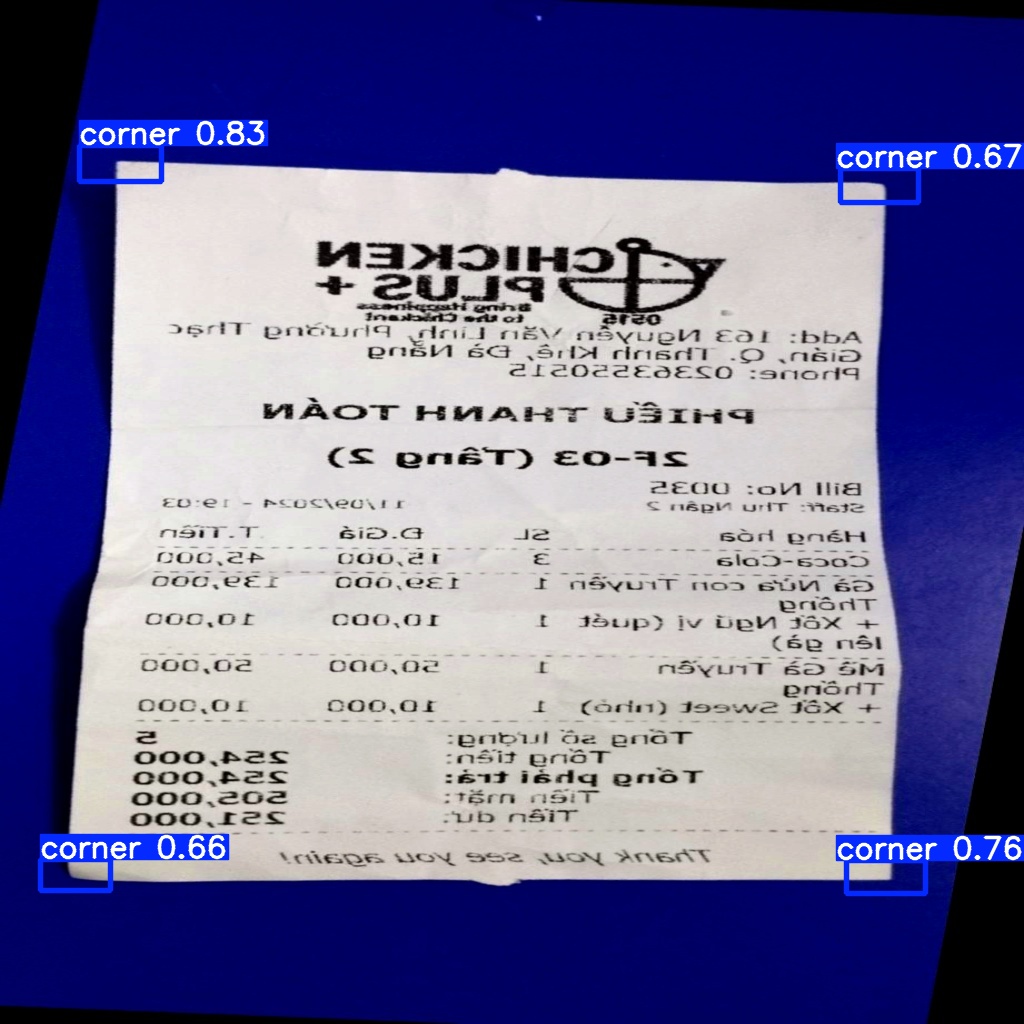 corner 0.83
corner 0.67
CHICKEN
PLUS+
Bring Happiness
to the Chickent
0515
Add: 163 Nguyễn Văn Linh, Phường Thạc
Gián, Q. Thanh Khê, Đà Nẵng
Phone: 02363550515
PHIẾU THANH TOÁN
2F-03 (Tầng 2)
Bill No: 0035
Staff: Thu Ngân 2 11/09/2024 - 19:03
Hàng hóa SL Đ.Giá T.Tiền
Coca-Cola 3 15,000 45,000
Gà Nửa con Truyền 1 139,000 139,000
Thống
+ Xốt Ngũ vị (quét) 1 10,000 10,000
lên gà)
Mề Gà Truyền 1 50,000 50,000
Thống
+ Xốt Sweet (nhỏ) 1 10,000 10,000
Tổng số lượng: 5
Tổng tiền: 254,000
Tổng phải trả: 254,000
Tiền mặt: 505,000
Tiền dư: 251,000
Thank you, see you again!
corner 0.66
corner 0.76